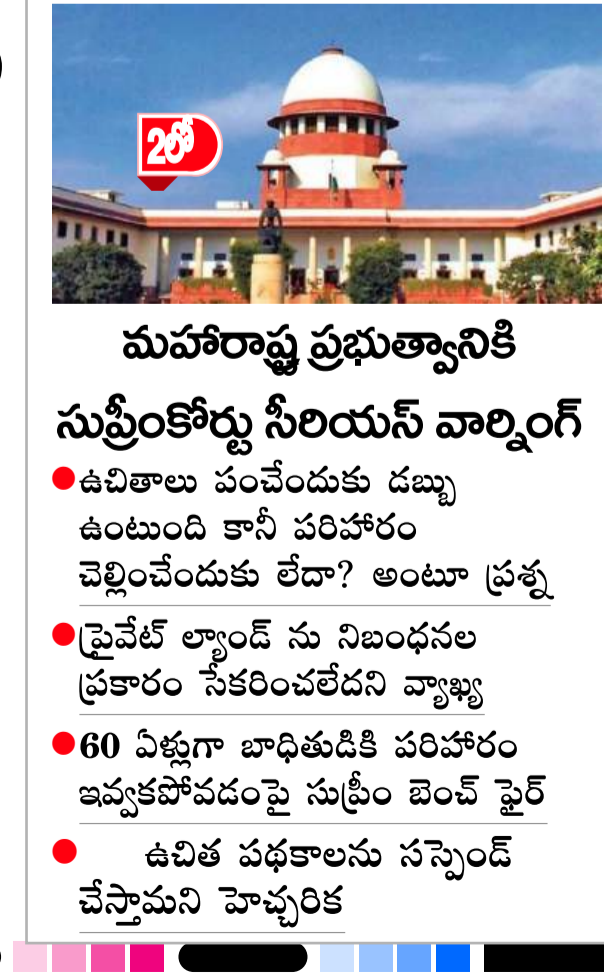 2లో
మహారాష్ట్ర ప్రభుత్వానికి
సుప్రీంకోర్టు సీరియస్ వార్నింగ్
●ఉచితాలు పంచేందుకు డబ్బు
ఉంటుంది కానీ పరిహారం
చెల్లించేందుకు లేదా? అంటూ ప్రశ్న
●ప్రైవేట్ ల్యాండ్ ను నిబంధనల
ప్రకారం సేకరించలేదని వ్యాఖ్య
●60 ఏళ్లుగా బాధితుడికి పరిహారం
ఇవ్వకపోవడంపై సుప్రీం బెంచ్ ఫైర్
● ఉచిత పథకాలను సస్పెండ్
చేస్తామని హెచ్చరిక